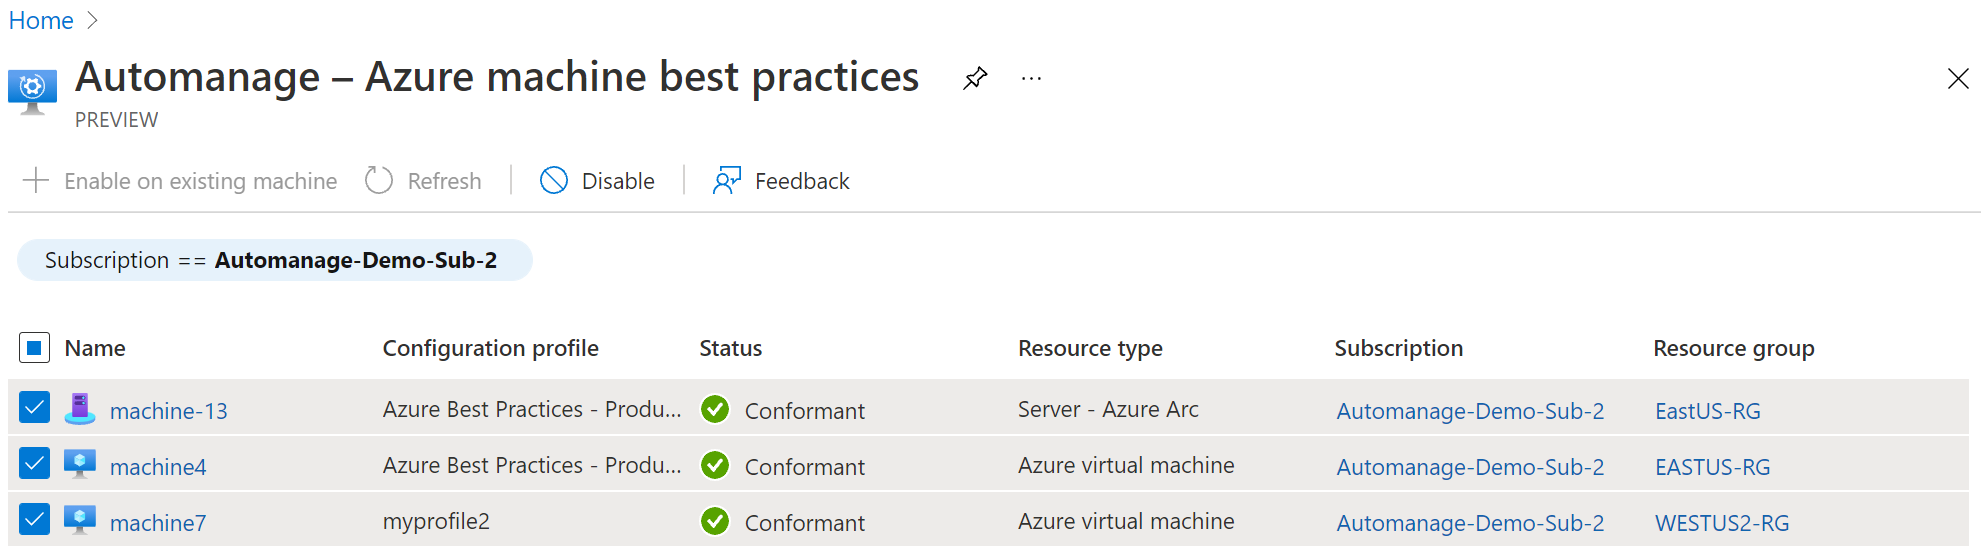 Home
Automanage – Azure machine best practices
PREVIEW
Enable on existing machine Refresh Disable Feedback
Subscription == Automanage-Demo-Sub-2
Name Configuration profile Status Resource type Subscription Resource group
machine-13 Azure Best Practices - Produ... Conformant Server - Azure Arc Automanage-Demo-Sub-2 EastUS-RG
machine4 Azure Best Practices - Produ... Conformant Azure virtual machine Automanage-Demo-Sub-2 EASTUS-RG
machine7 myprofile2 Conformant Azure virtual machine Automanage-Demo-Sub-2 WESTUS2-RG